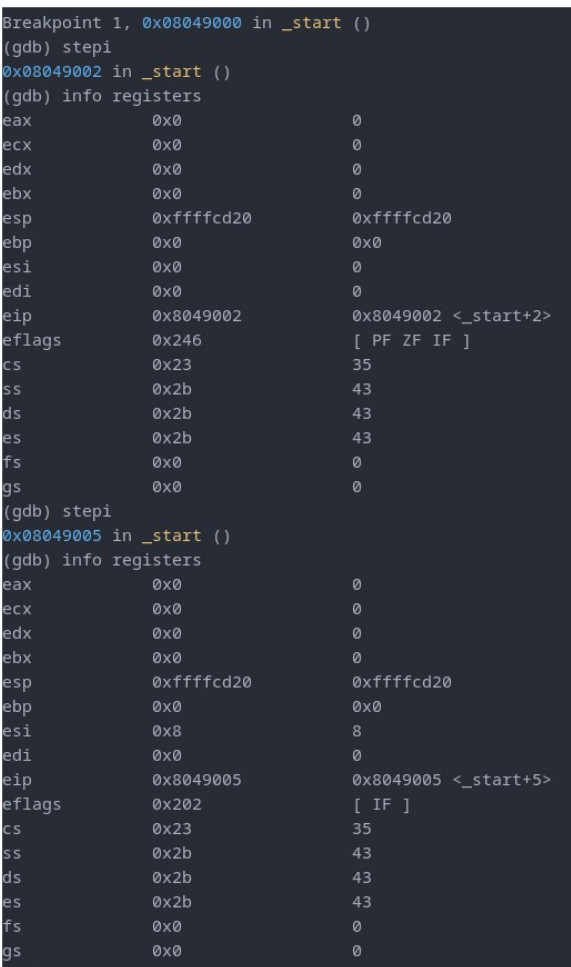 Breakpoint 1, 0x08049000 in _start ()
(gdb) stepi
0x08049002 in _start ()
(gdb) info registers
eax 0x0 0
ecx 0x0 0
edx 0x0 0
ebx 0x0 0
esp 0xffffcd20 0xffffcd20
ebp 0x0 0x0
esi 0x0 0
edi 0x0 0
eip 0x8049002 0x8049002 <_start+2>
eflags 0x246 [ PF ZF IF ]
cs 0x23 35
ss 0x2b 43
ds 0x2b 43
es 0x2b 43
fs 0x0 0
gs 0x0 0
(gdb) stepi
0x08049005 in _start ()
(gdb) info registers
eax 0x0 0
ecx 0x0 0
edx 0x0 0
ebx 0x0 0
esp 0xffffcd20 0xffffcd20
ebp 0x0 0x0
esi 0x8 8
edi 0x0 0
eip 0x8049005 0x8049005 <_start+5>
eflags 0x202 [ IF ]
cs 0x23 35
ss 0x2b 43
ds 0x2b 43
es 0x2b 43
fs 0x0 0
gs 0x0 0